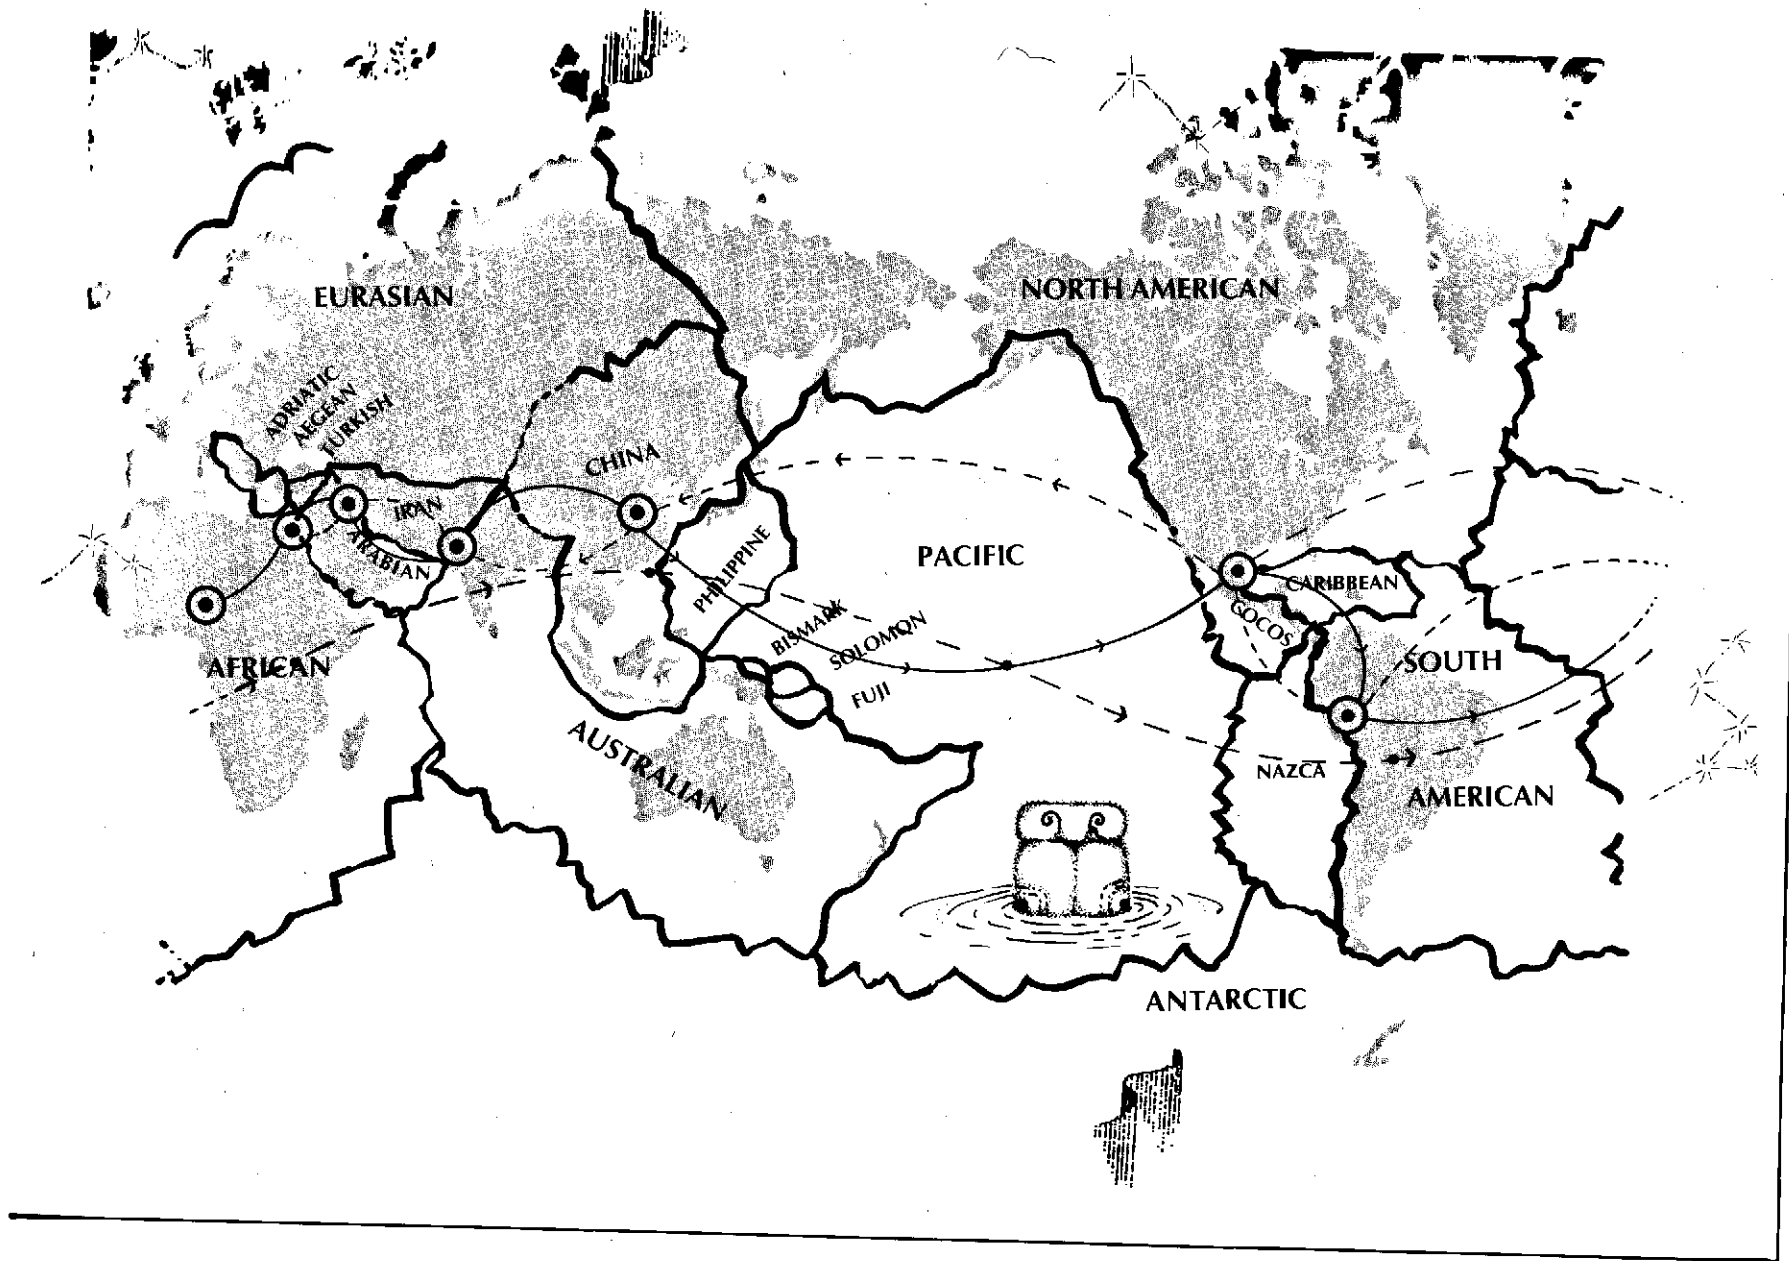 EURASIAN
NORTH AMERICAN
ADRIATIC
AEGEAN
TURKISH
CHINA
IRAN
ARABIAN
PHILIPPINE
PACIFIC
CARIBBEAN
COCOS
BISMARK
SOLOMON
FUJI
AFRICAN
SOUTH
AMERICAN
AUSTRALIAN
NAZCA
ANTARCTIC